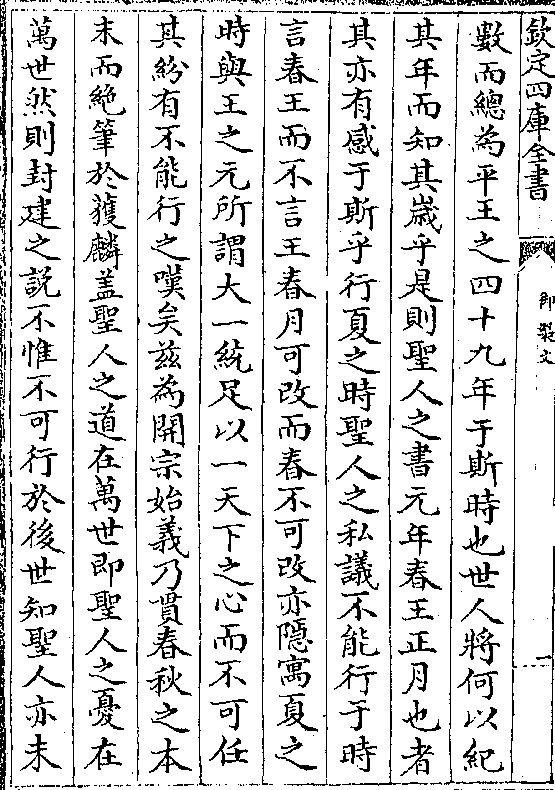 欽定四庫全書
御製文
一
數而總為平王之四十九年于斯時也世人將何以紀
其年而知其歲乎是則聖人之書元年春王正月也者
其亦有感于斯乎行夏之時聖人之私議不能行于時
言春王而不言王春月可改而春不可改亦隱寓夏之
時與王之元所謂大一統足以一天下之心而不可任
其紛有不能行之嘆矣茲為開宗始義乃貫春秋之本
末而絶筆於獲麟盖聖人之道在萬世即聖人之憂在
萬世然則封建之說不惟不可行於後世知聖人亦未